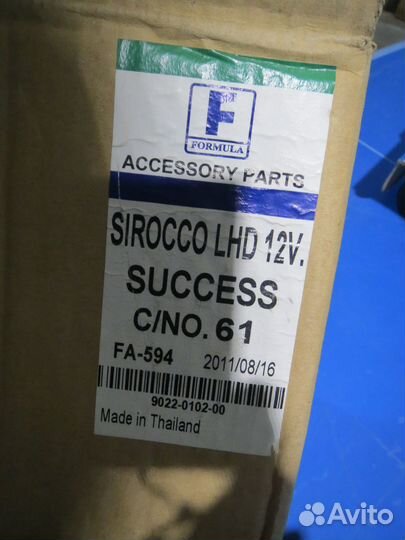 F
FORMULA
ACCESSORY PARTS
SIROCCO LHD 12V.
SUCCESS
C/NO. 61
FA-594 2011/08/16
9022-0102-00
Made in Thailand
Avito